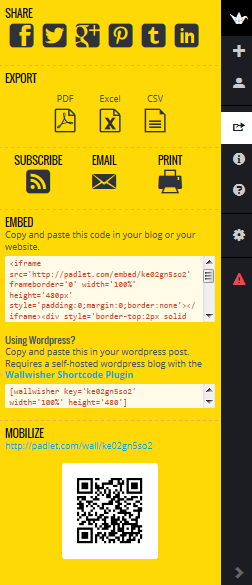 SHARE
EXPORT
PDF Excel CSV
SUBSCRIBE EMAIL PRINT
EMBED
Copy and paste this code in your blog or your
website.
<iframe
src='http://padlet.com/embed/ke02gn5so2'
frameborder='0' width='100%'
height='480px'
style='padding:0;margin:0;border:none'></
iframe><div style='border-top:2px solid
Using Wordpress?
Copy and paste this in your wordpress post.
Requires a self-hosted wordpress blog with the
Wallwisher Shortcode Plugin
[wallwisher key='ke02gn5so2'
width='100%' height='480']
MOBILIZE
http://padlet.com/wall/ke02gn5so2